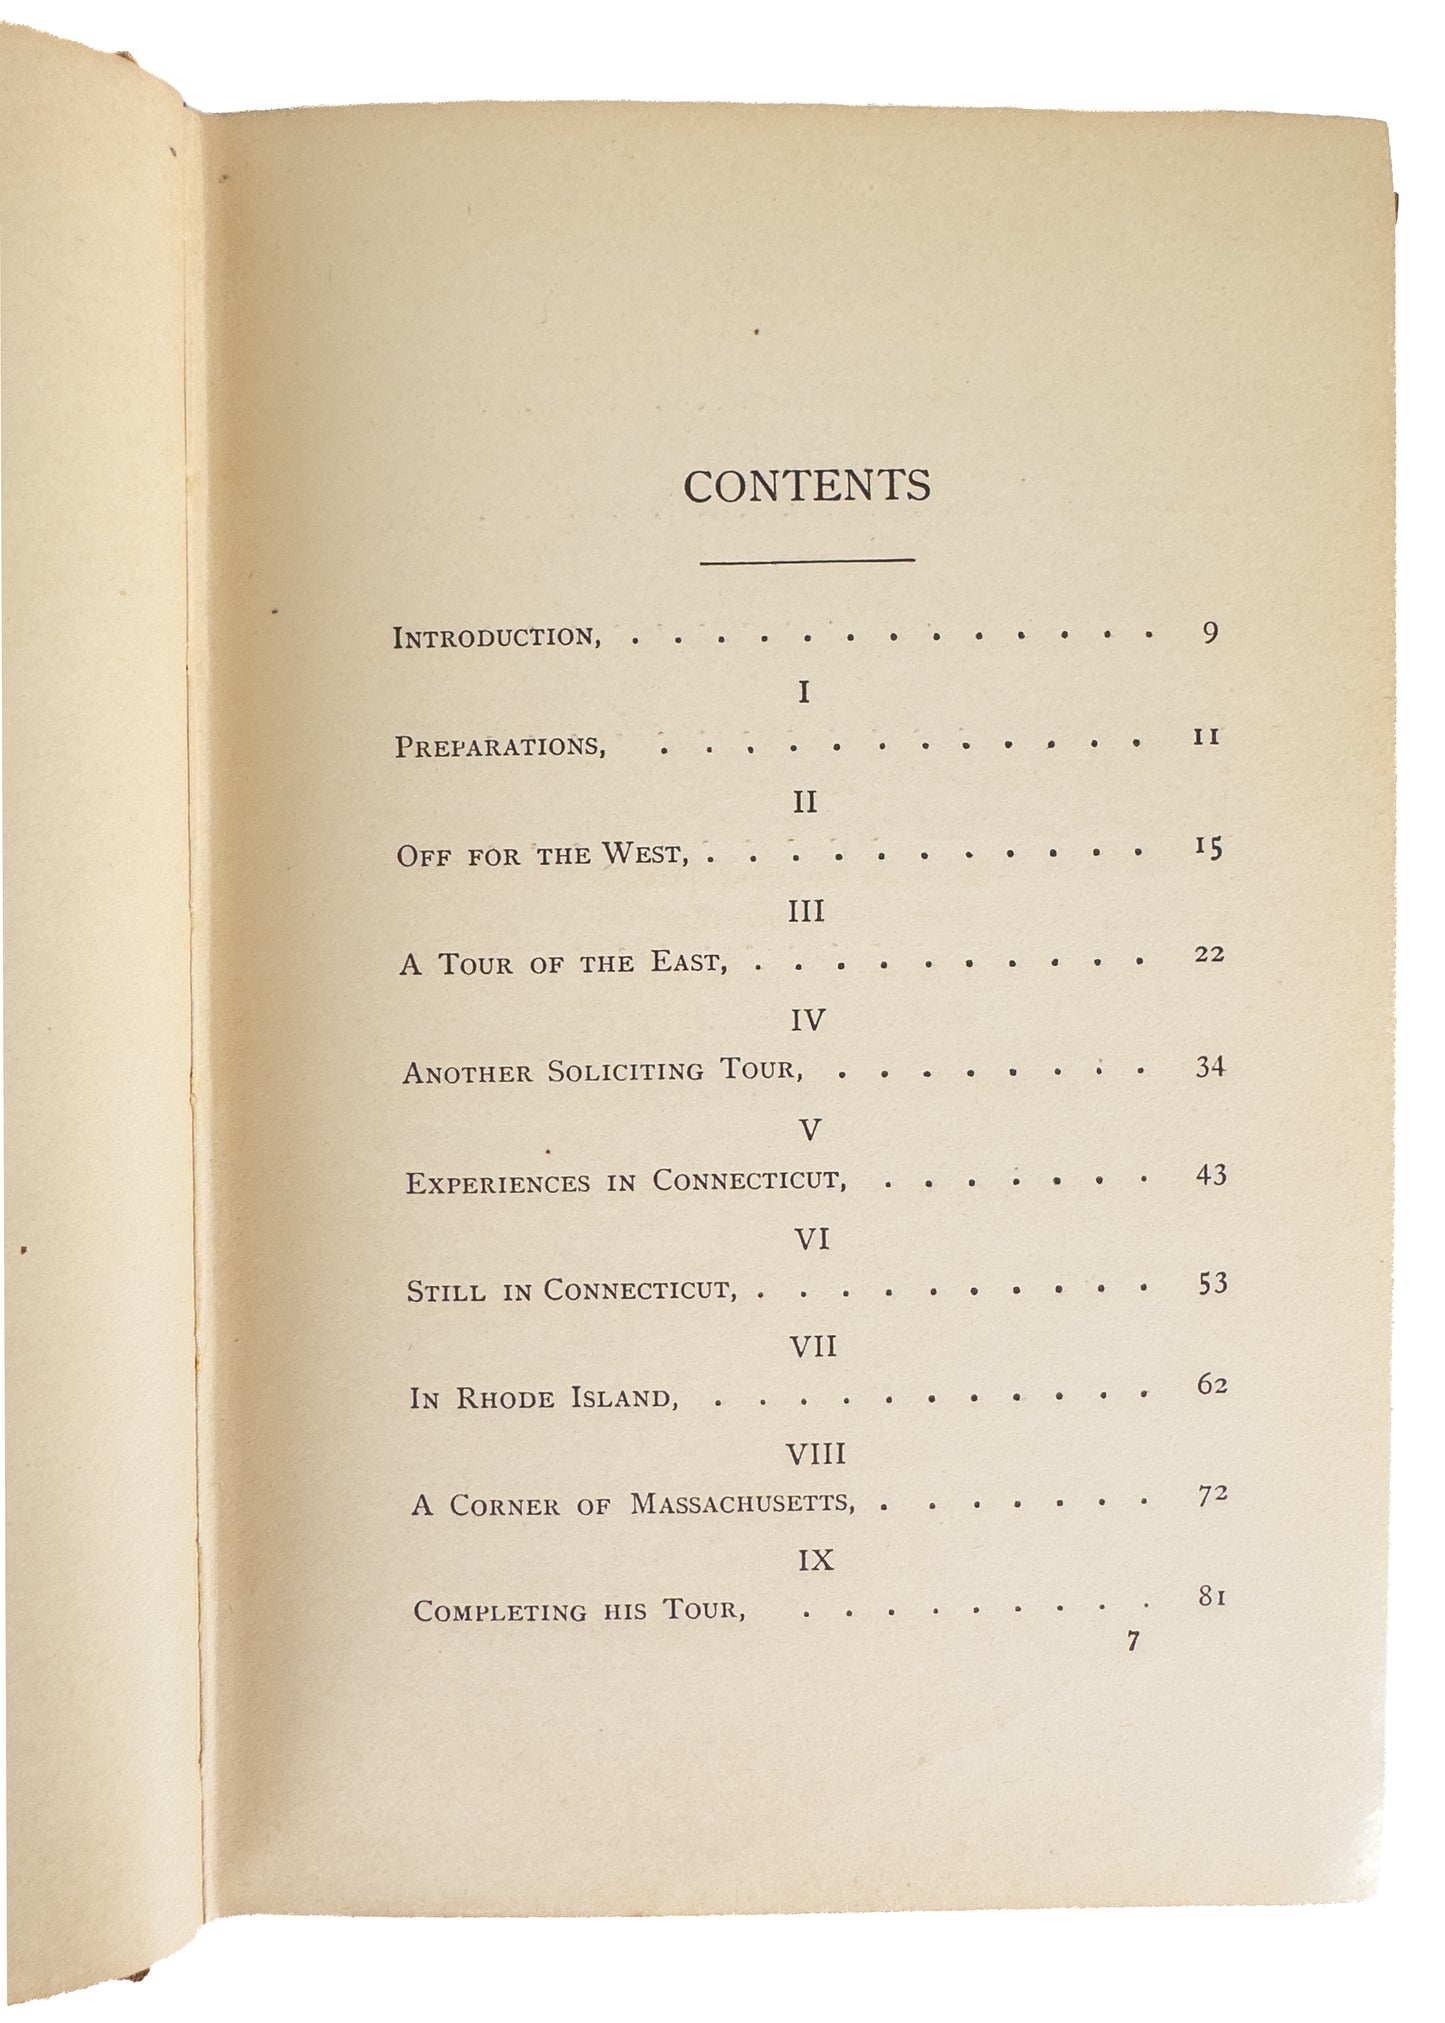 CONTENTS
INTRODUCTION, . . . . . . . . . . . . . 9
I
PREPARATIONS, . . . . . . . . . . . . 11
II
OFF FOR THE WEST, . . . . . . . . . . . 15
III
A TOUR OF THE EAST, . . . . . . . . . . 22
IV
ANOTHER SOLICITING TOUR, . . . . . . . . 34
V
EXPERIENCES IN CONNECTICUT, . . . . . . . 43
VI
STILL IN CONNECTICUT, . . . . . . . . . . 53
VII
IN RHODE ISLAND, . . . . . . . . . . . 62
VIII
A CORNER OF MASSACHUSETTS, . . . . . . . 72
IX
COMPLETING HIS TOUR, . . . . . . . . . 81
7